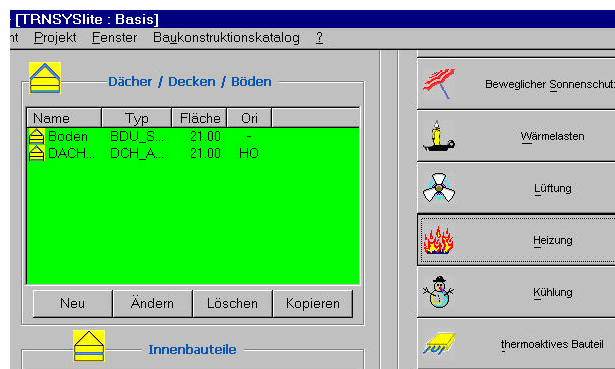 [TRNSYSlite : Basis]
Projekt Fenster Baukonstruktionskatalog ?
Dächer / Decken / Böden
Name Typ Fläche Ori
Boden BDU_S... 21.00 -
DACH... DCH_A... 21.00 HO
Neu Ändern Löschen Kopieren
Innenbauteile
Beweglicher Sonnenschutz
Wärmelasten
Lüftung
Heizung
Kühlung
thermoaktives Bauteil